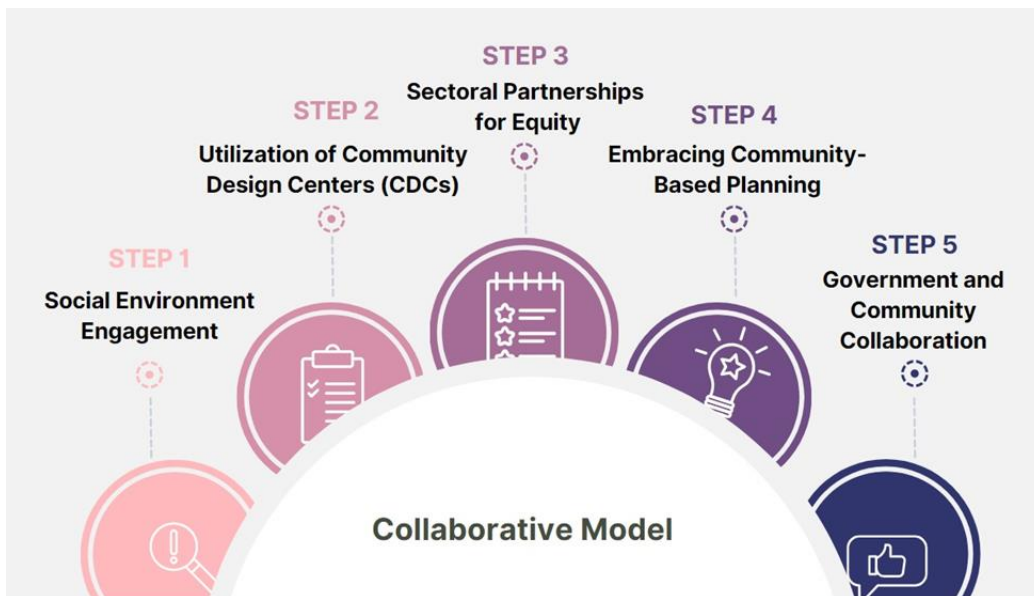 STEP 1
Social Environment
Engagement
STEP 2
Utilization of Community
Design Centers (CDCs)
STEP 3
Sectoral Partnerships
for Equity
STEP 4
Embracing Community-
Based Planning
STEP 5
Government and
Community
Collaboration
Collaborative Model